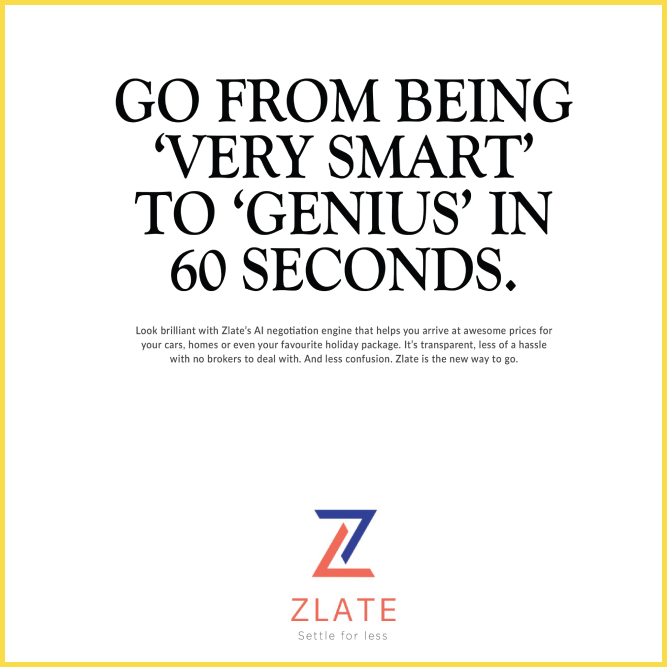 GO FROM BEING
‘VERY SMART’
TO ‘GENIUS’ IN
60 SECONDS.
Look brilliant with Zlate's AI negotiation engine that helps you arrive at awesome prices for
your cars, homes or even your favourite holiday package. It's transparent, less of a hassle
with no brokers to deal with. And less confusion. Zlate is the new way to go.
ZLATE
Settle for less